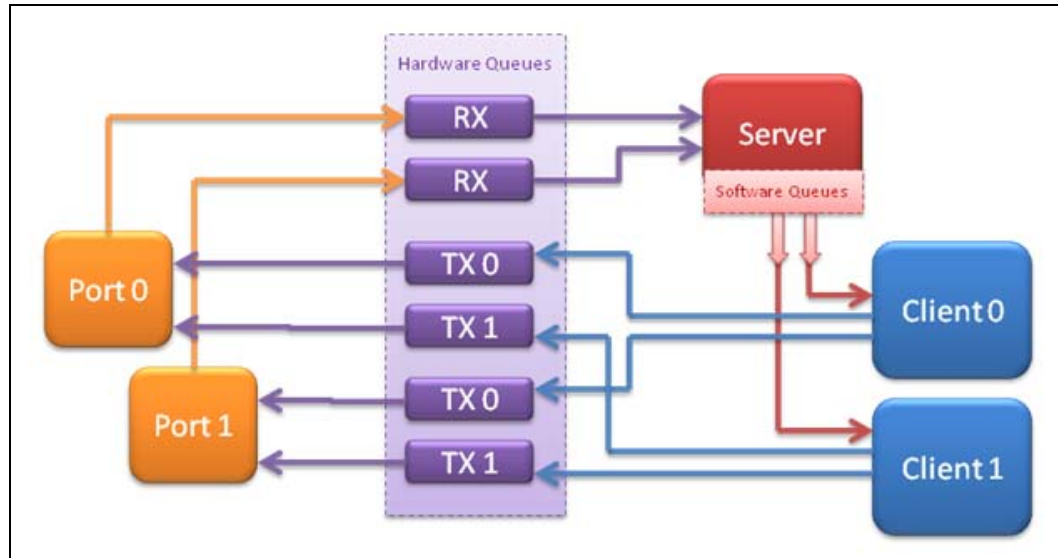 Hardware Queues
RX
Server
RX
Software Queues
TX 0
Port 0
Client 0
TX 1
TX 0
Port 1
Client 1
TX 1